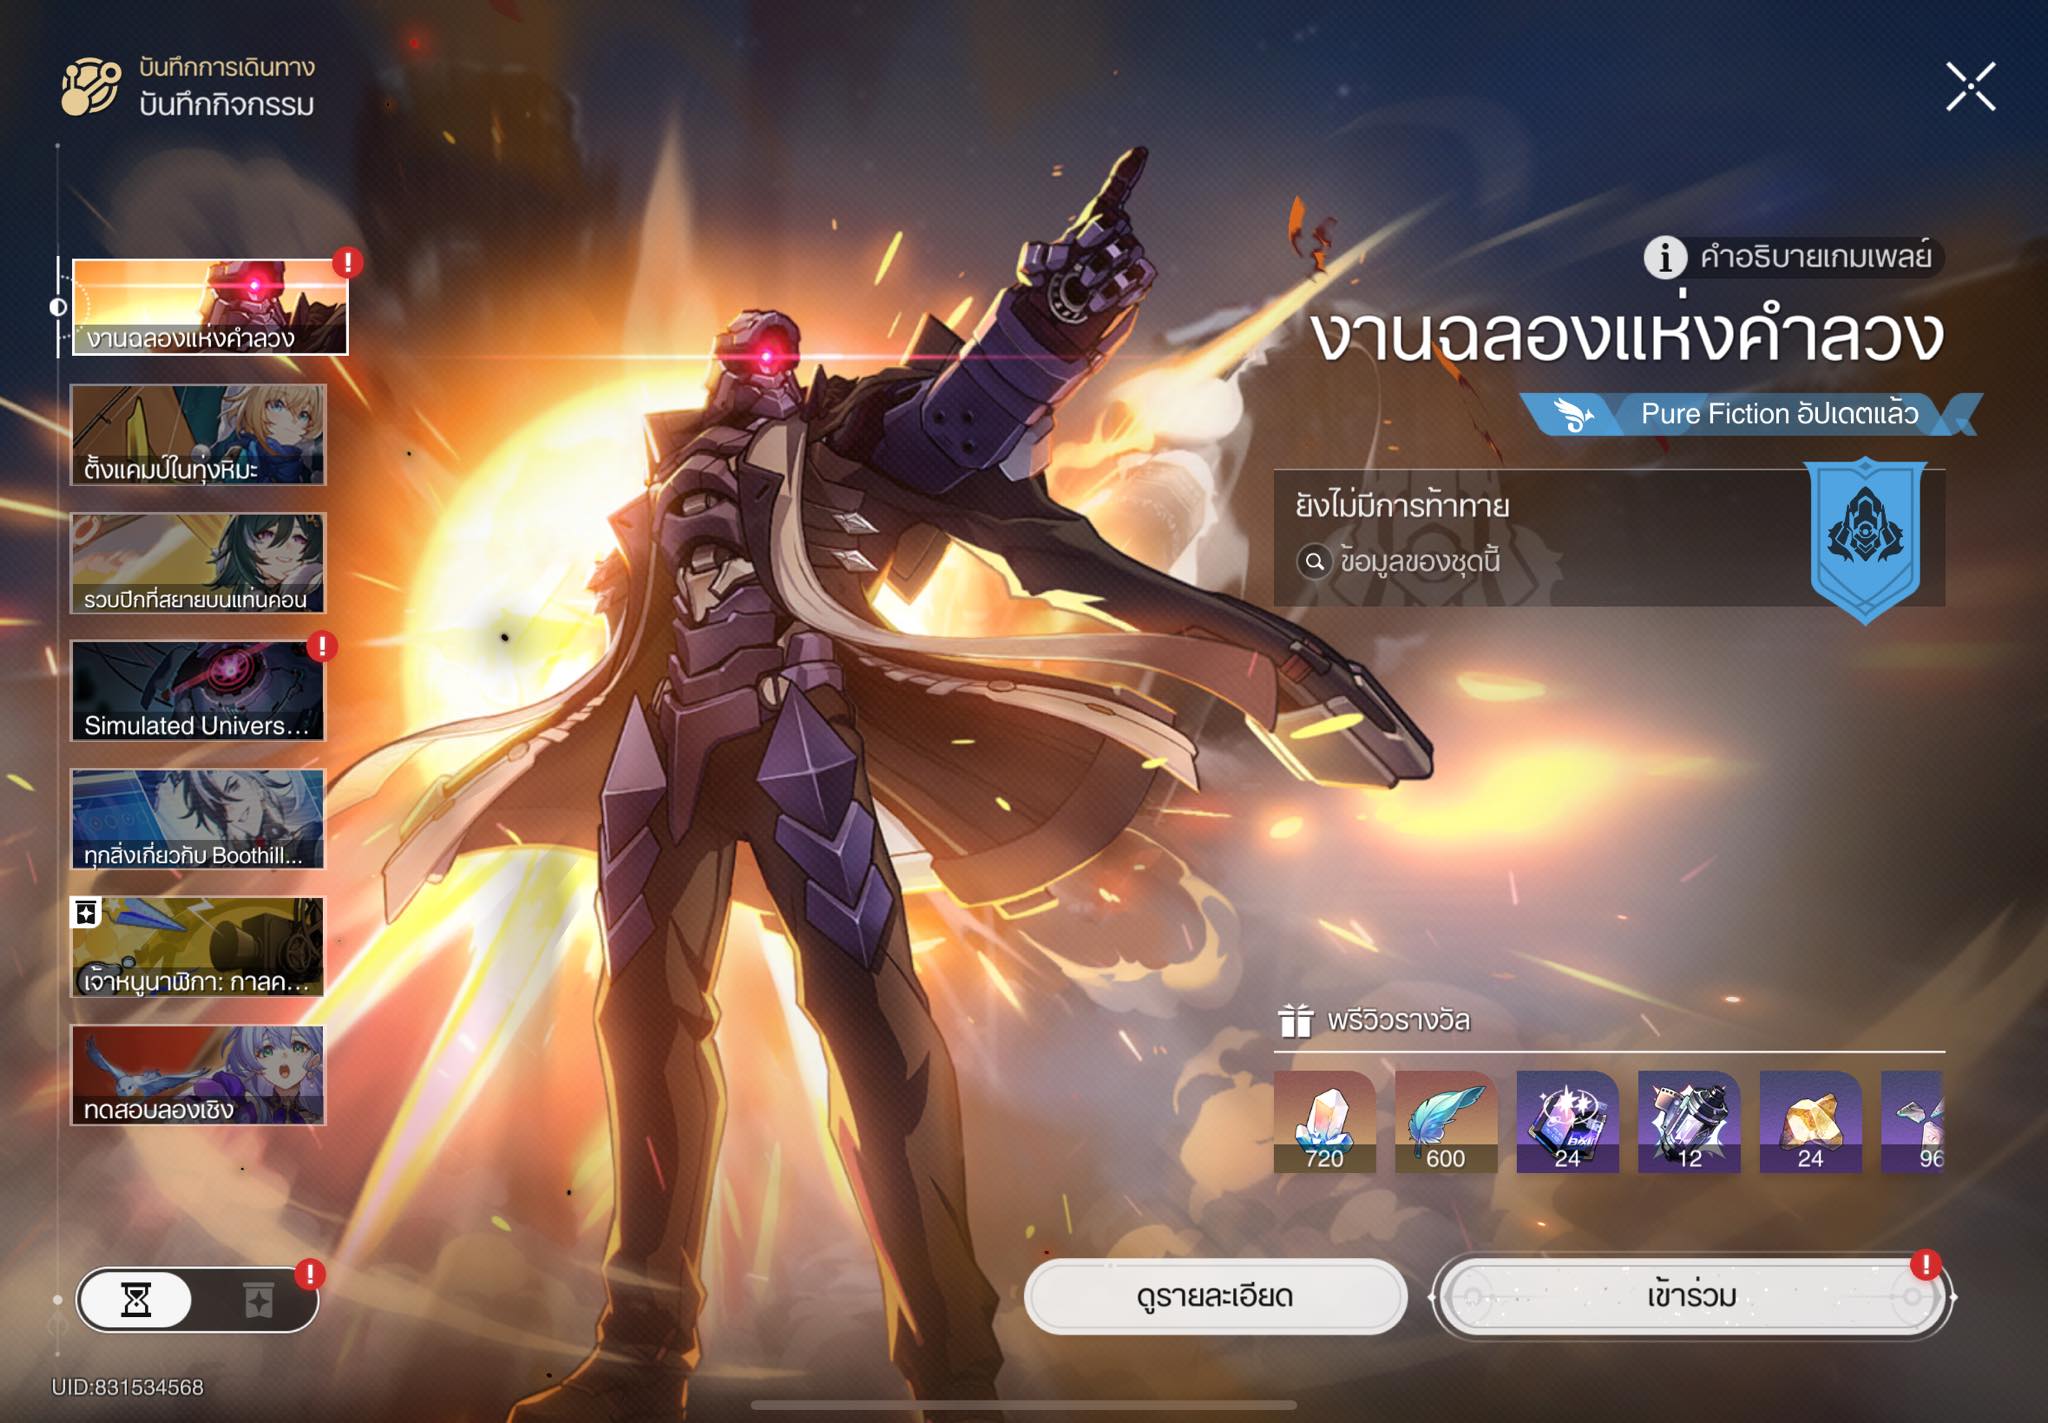 บันทึกการเดินทาง
บันทึกกิจกรรม
งานฉลองแห่งคำลวง
ตั้งแคมป์ในทุ่งหิมะ
รวบปีกที่สยายบนแท่นคอน
Simulated Univers...
ทุกสิ่งเกี่ยวกับ Boothill...
เจ้าหนูนาฬิกา: กาลค...
ทดสอบลองเชิง
UID:831534568
คำอธิบายเกมเพลย์
งานฉลองแห่งคำลวง
Pure Fiction อัปเดตแล้ว
ยังไม่มีการท้าทาย
ข้อมูลของชุดนี้
พรีวิวรางวัล
720 600 24 12 24 96
ดูรายละเอียด
เข้าร่วม